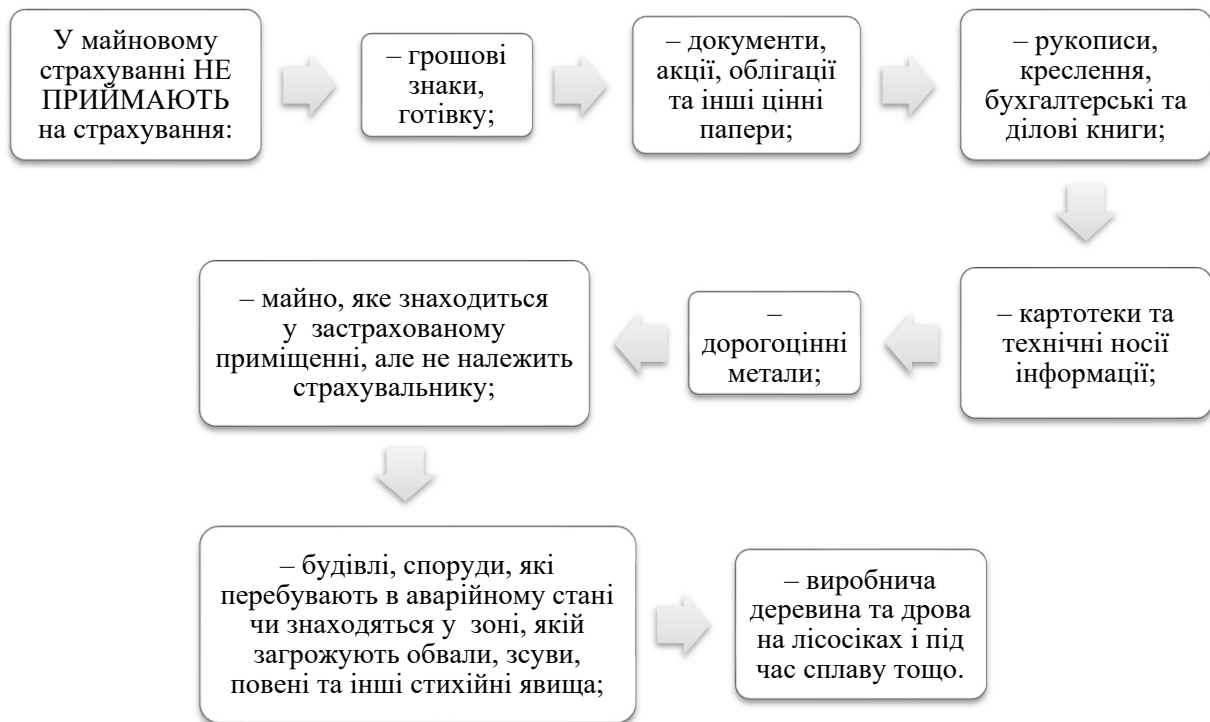 У майновому
страхуванні НЕ
ПРИЙМАЮТЬ
на страхування:
– грошові
знаки,
готівку;
– документи,
акції, облігації
та інші цінні
папери;
– рукописи,
креслення,
бухгалтерські та
ділові книги;
– картотеки та
технічні носії
інформації;
–
дорогоцінні
метали;
– майно, яке знаходиться
у застрахованому
приміщенні, але не належить
страхувальнику;
– будівлі, споруди, які
перебувають в аварійному стані
чи знаходяться у зоні, якій
загрожують обвали, зсуви,
повені та інші стихійні явища;
– виробнича
деревина та дрова
на лісосіках і під
час сплаву тощо.